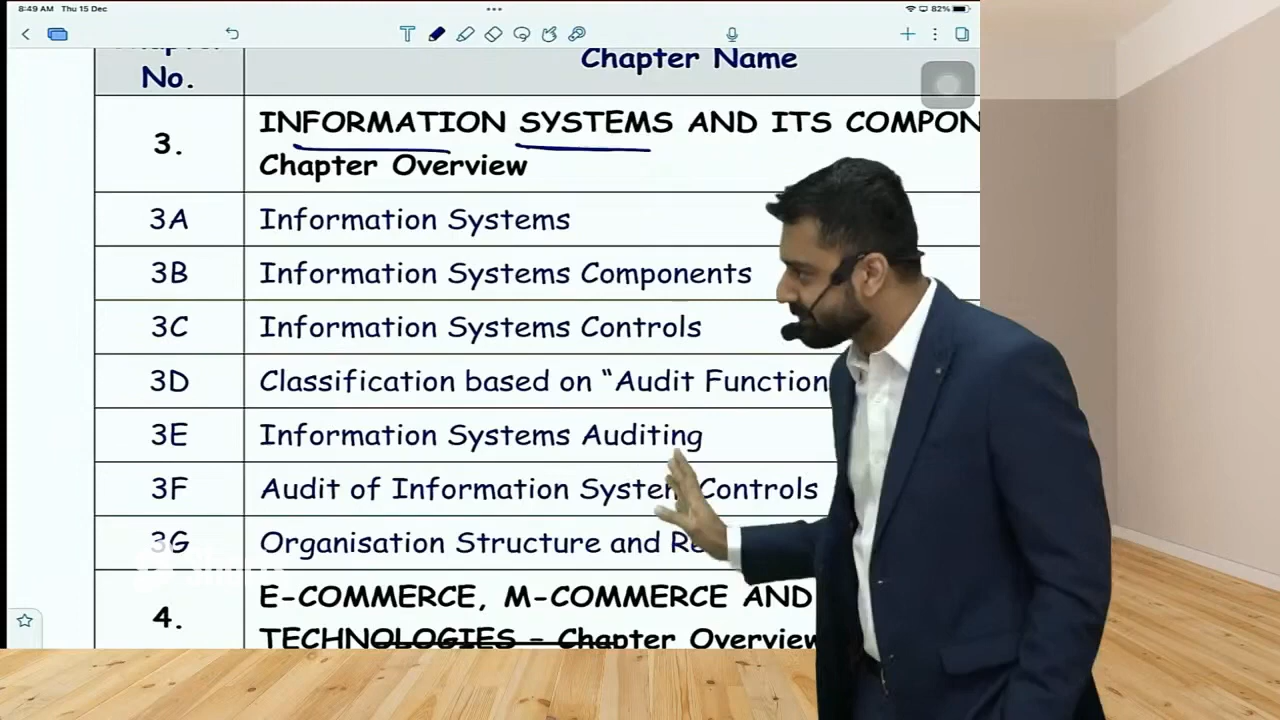 8:49 AM Thu 15 Dec
82%
No.
Chapter Name
3.
INFORMATION SYSTEMS AND ITS COMPON
Chapter Overview
3A Information Systems
3B Information Systems Components
3C Information Systems Controls
3D Classification based on “Audit Function
3E Information Systems Auditing
3F Audit of Information System Controls
3G Organisation Structure and Re
4.
E-COMMERCE, M-COMMERCE AND
TECHNOLOGIES – Chapter Overview